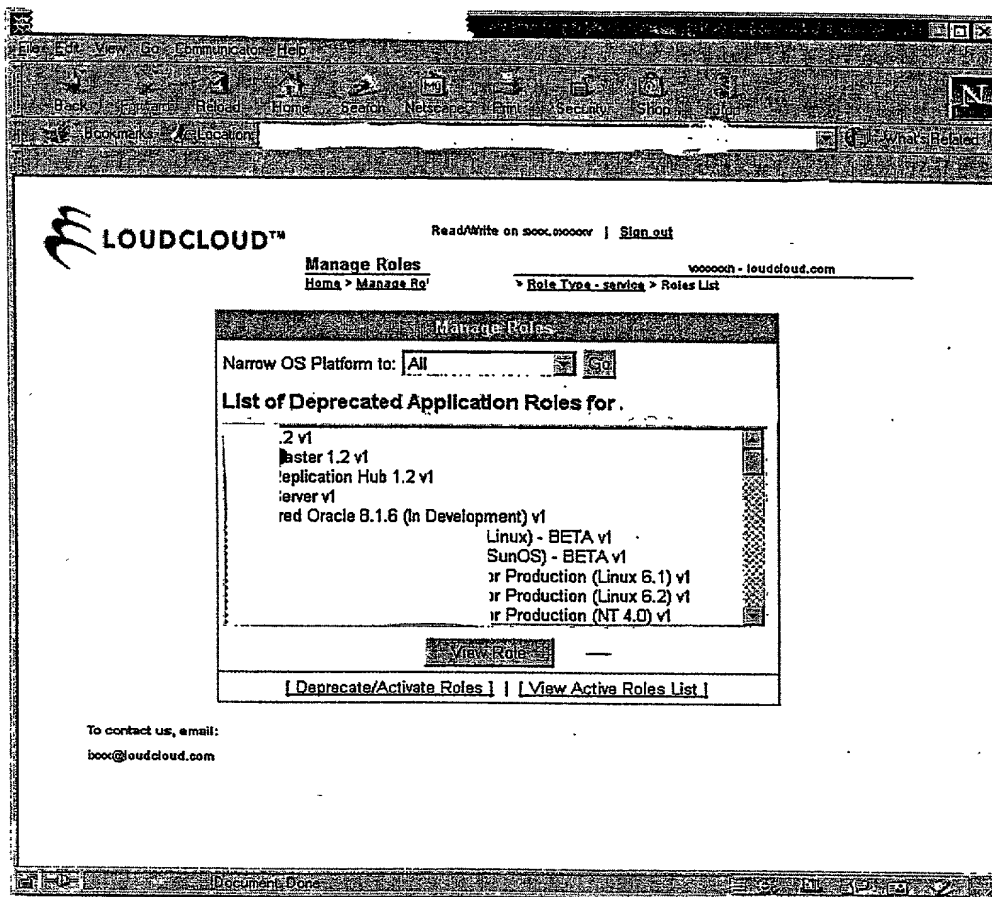 File Edit View Go Communicator Help
Back Forward Reload Home Search Netscape Print Security Shop
Bookmarks Location What's Related
LOUDCLOUD™
Read/Write on | Sign out
Manage Roles
loudcloud.com
Home > Manage Ro' > Role Type - service > Roles List
Manage Roles
Narrow OS Platform to: All Go
List of Deprecated Application Roles for
.2 v1
aster 1.2 v1
eplication Hub 1.2 v1
erver v1
red Oracle 8.1.6 (In Development) v1
Linux) - BETA v1
SunOS) - BETA v1
or Production (Linux 6.1) v1
or Production (Linux 6.2) v1
or Production (NT 4.0) v1
View Role
[ Deprecate/Activate Roles ] | [ View Active Roles List ]
To contact us, email:
@loudcloud.com
Document: Done